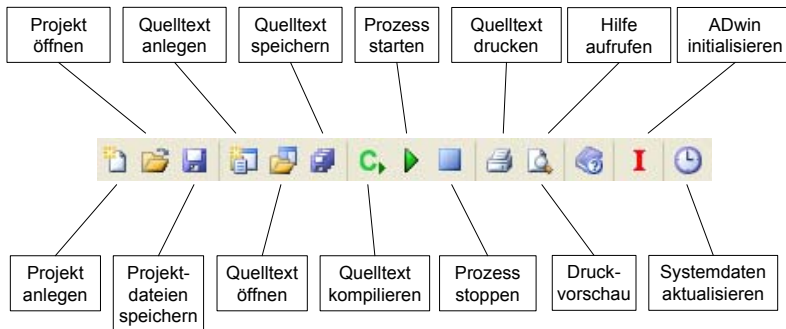 Projekt
öffnen
Quelltext
anlegen
Quelltext
speichern
Prozess
starten
Quelltext
drucken
Hilfe
aufrufen
ADwin
initialisieren
C
I
Projekt
anlegen
Projekt-
dateien
speichern
Quelltext
öffnen
Quelltext
kompilieren
Prozess
stoppen
Druck-
vorschau
Systemdaten
aktualisieren